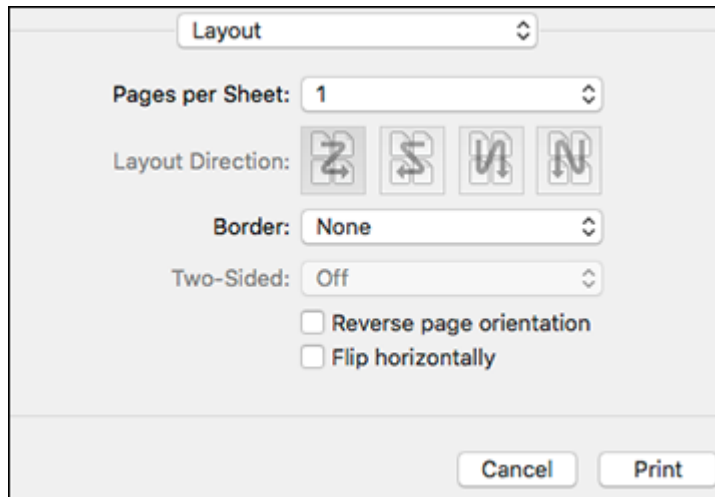 Layout
Pages per Sheet: 1
Layout Direction:
Border: None
Two-Sided: Off
Reverse page orientation
Flip horizontally
Cancel Print